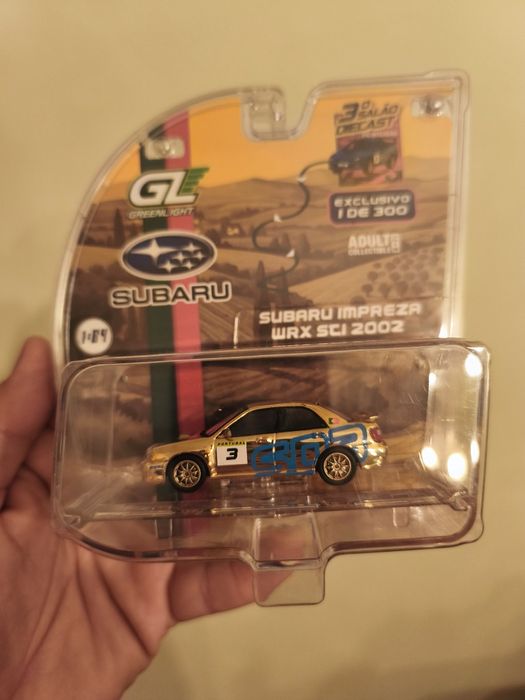 3º SALÃO
DIECAST
GL
GREENLIGHT
EXCLUSIVO
1 DE 300
ADULT
COLLECTIBLE
SUBARU
SUBARU IMPREZA
WRX STI 2002
1:64
PORTUGAL
3